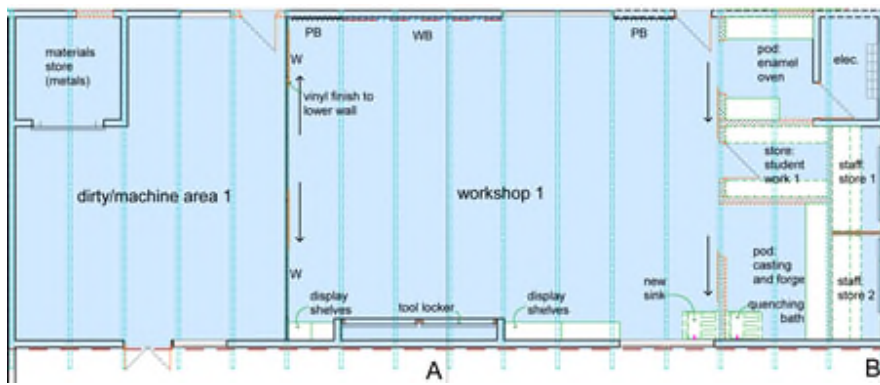 PB
WB
PB
materials
store
(metals)
W
vinyl finish to
lower wall
pod:
enamel
oven
elec.
dirty/machine area 1
workshop 1
store:
student
work 1
staff
store 1
W
display
shelves
tool locker
display
shelves
new
sink
pod:
casting
and forge
quenching
bath
staff
store 2
A
B